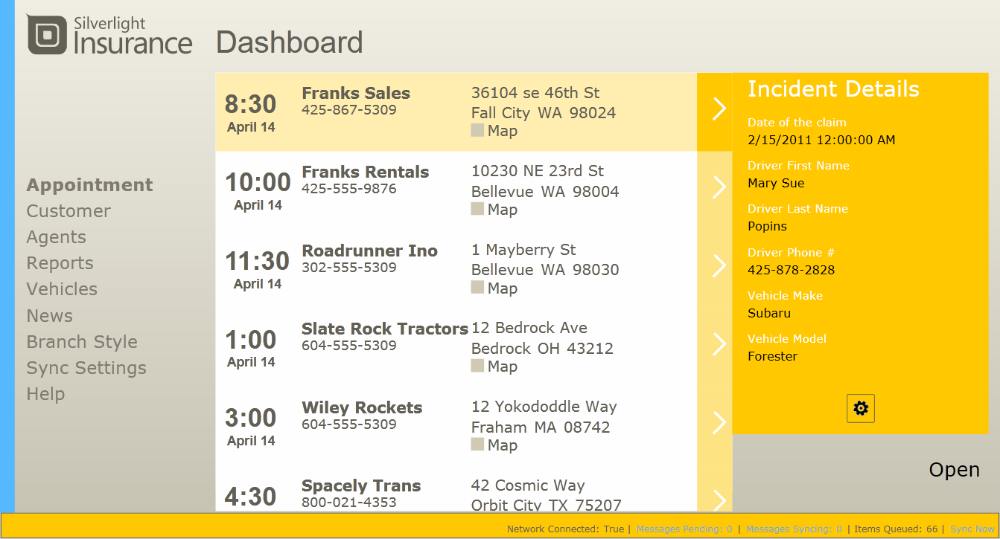 Silverlight
Insurance
Dashboard
Appointment
Customer
Agents
Reports
Vehicles
News
Branch Style
Sync Settings
Help
8:30
April 14
Franks Sales
425-867-5309
36104 se 46th St
Fall City WA 98024
Map
10:00
April 14
Franks Rentals
425-555-9876
10230 NE 23rd St
Bellevue WA 98004
Map
11:30
April 14
Roadrunner Ino
302-555-5309
1 Mayberry St
Bellevue WA 98030
Map
1:00
April 14
Slate Rock Tractors
604-555-5309
12 Bedrock Ave
Bedrock OH 43212
Map
3:00
April 14
Wiley Rockets
604-555-5309
12 Yokododdle Way
Fraham MA 08742
Map
4:30
Spacely Trans
800-021-4353
42 Cosmic Way
Orbit City TX 75207
Incident Details
Date of the claim
2/15/2011 12:00:00 AM
Driver First Name
Mary Sue
Driver Last Name
Popins
Driver Phone #
425-878-2828
Vehicle Make
Subaru
Vehicle Model
Forester
Open
Network Connected: True | Messages Pending: 0 | Messages Syncing: 0 | Items Queued: 66 | Sync Now